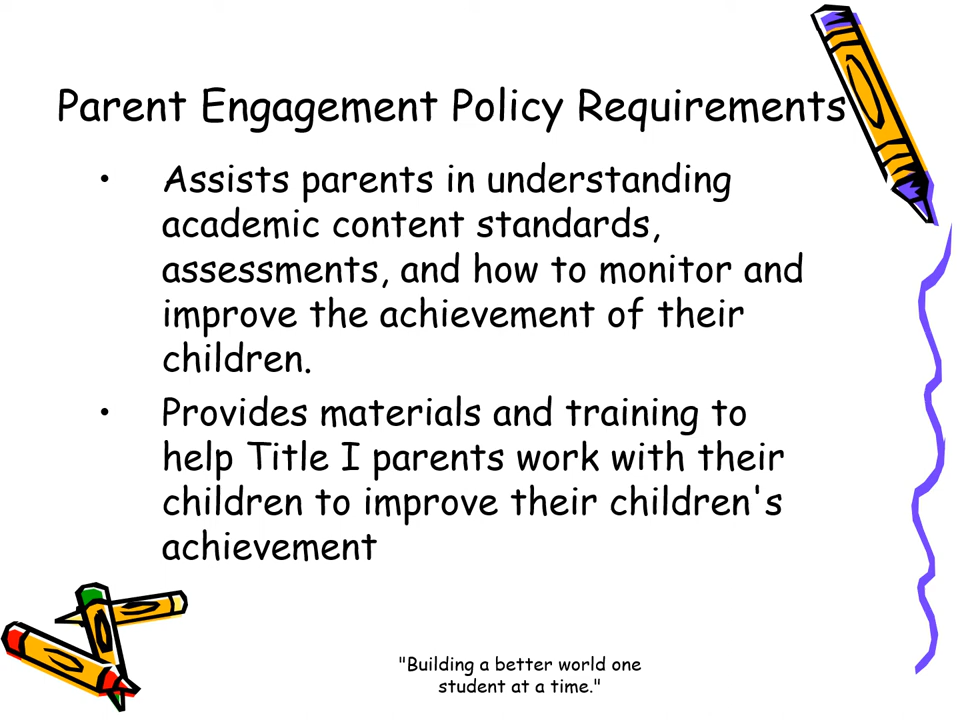 Parent Engagement Policy Requirements
• Assists parents in understanding
academic content standards,
assessments, and how to monitor and
improve the achievement of their
children.
• Provides materials and training to
help Title I parents work with their
children to improve their children's
achievement
"Building a better world one
student at a time."